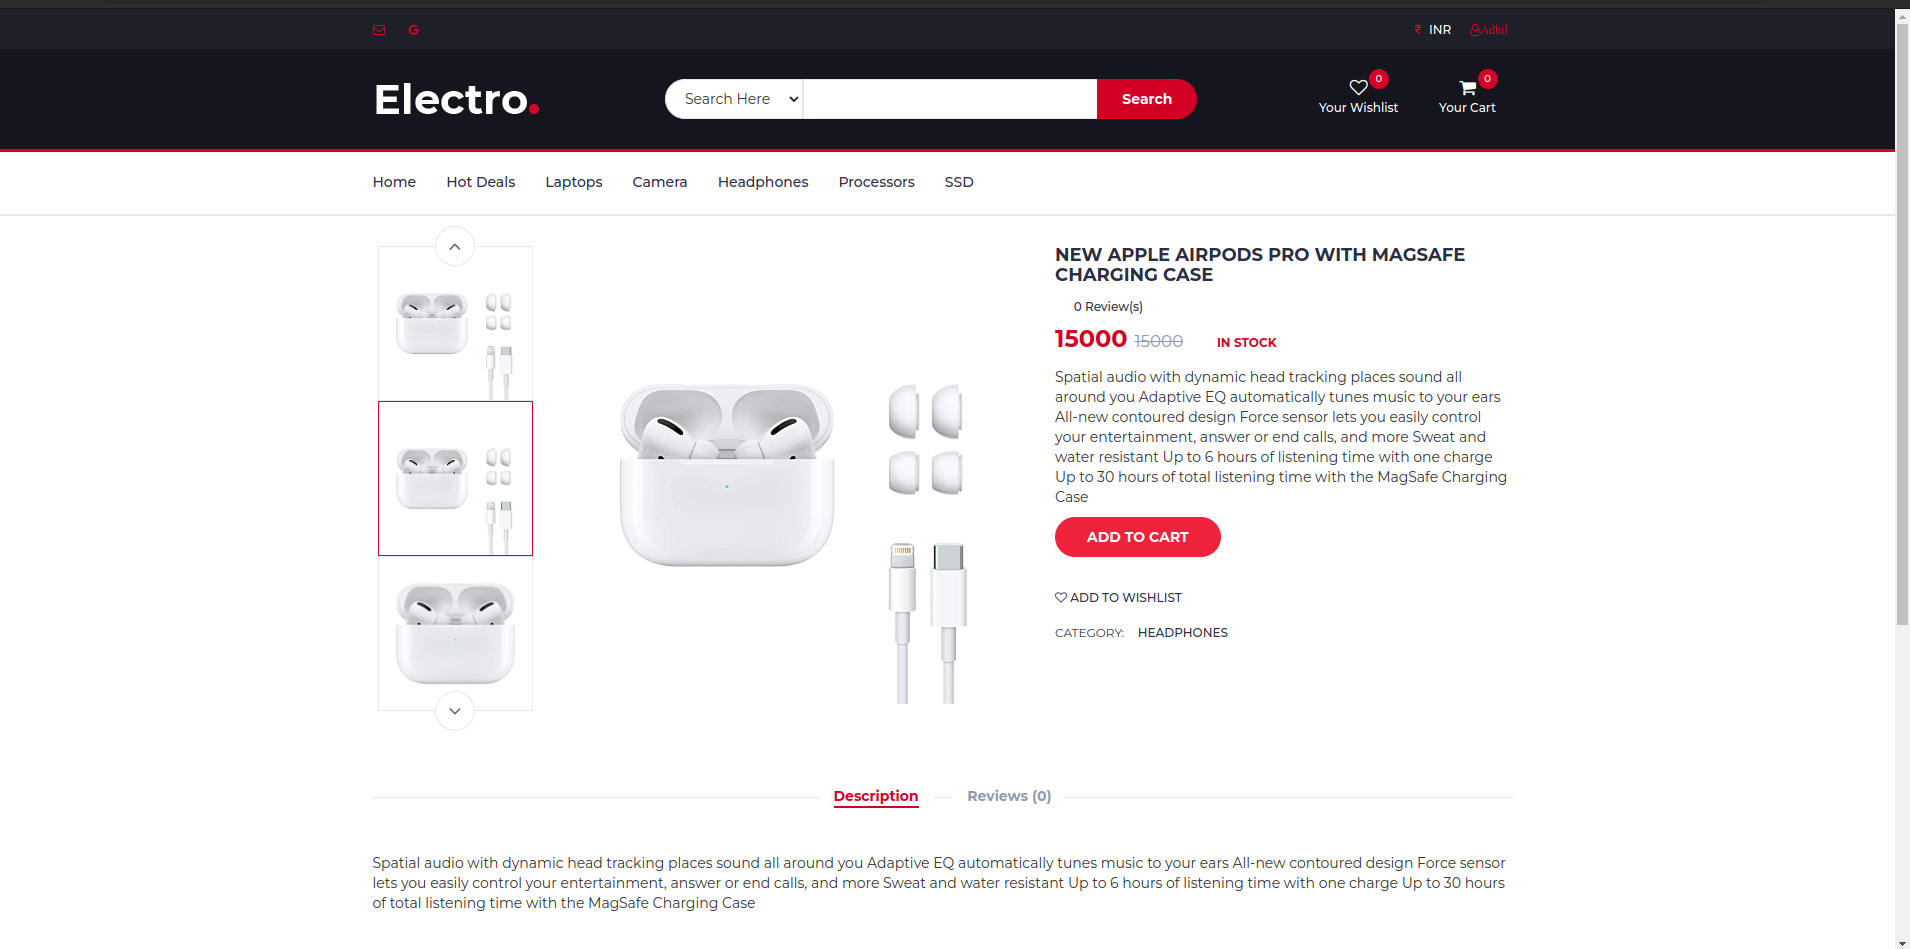 INR Adhil
Electro.
Search Here Search
0 0
Your Wishlist Your Cart
Home Hot Deals Laptops Camera Headphones Processors SSD
NEW APPLE AIRPODS PRO WITH MAGSAFE
CHARGING CASE
0 Review(s)
15000 15000 IN STOCK
Spatial audio with dynamic head tracking places sound all
around you Adaptive EQ automatically tunes music to your ears
All-new contoured design Force sensor lets you easily control
your entertainment, answer or end calls, and more Sweat and
water resistant Up to 6 hours of listening time with one charge
Up to 30 hours of total listening time with the MagSafe Charging
Case
ADD TO CART
ADD TO WISHLIST
CATEGORY: HEADPHONES
Description Reviews (0)
Spatial audio with dynamic head tracking places sound all around you Adaptive EQ automatically tunes music to your ears All-new contoured design Force sensor
lets you easily control your entertainment, answer or end calls, and more Sweat and water resistant Up to 6 hours of listening time with one charge Up to 30 hours
of total listening time with the MagSafe Charging Case